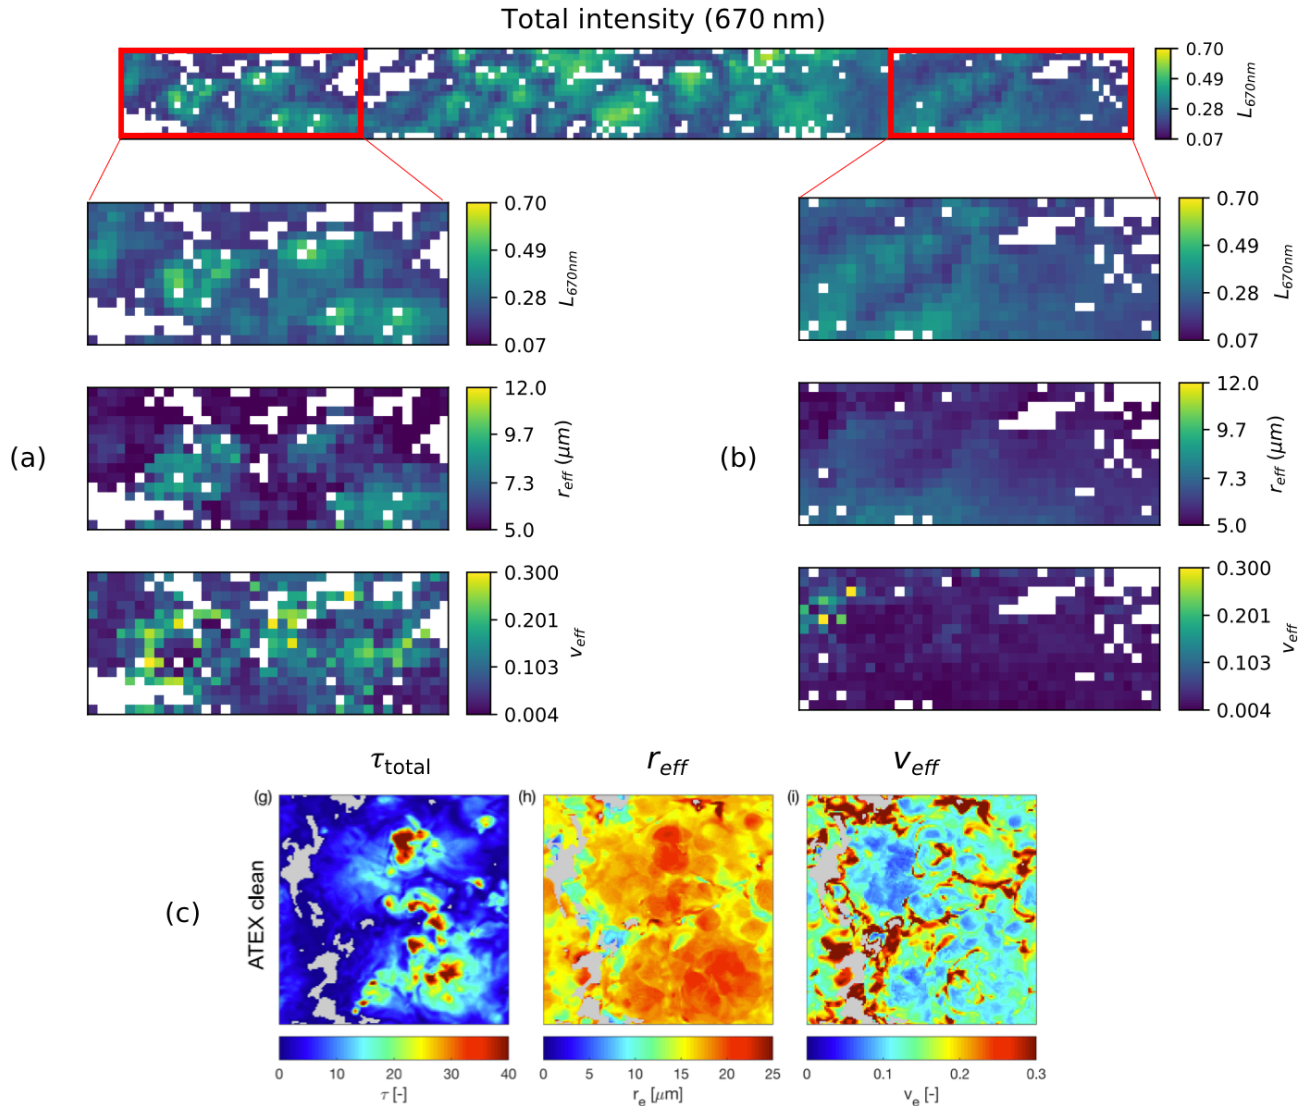 Total intensity (670 nm)
0.70
0.49
0.28
0.07
L670nm
0.70
0.49
0.28
0.07
L670nm
0.70
0.49
0.28
0.07
L670nm
(a)
12.0
9.7
7.3
5.0
reff (μm)
(b)
12.0
9.7
7.3
5.0
reff (μm)
0.300
0.201
0.103
0.004
veff
0.300
0.201
0.103
0.004
veff
τtotal
reff
veff
(g)
(h)
(i)
(c)
ATEX clean
0 10 20 30 40
τ [-]
0 5 10 15 20 25
re [μm]
0 0.1 0.2 0.3
ve [-]